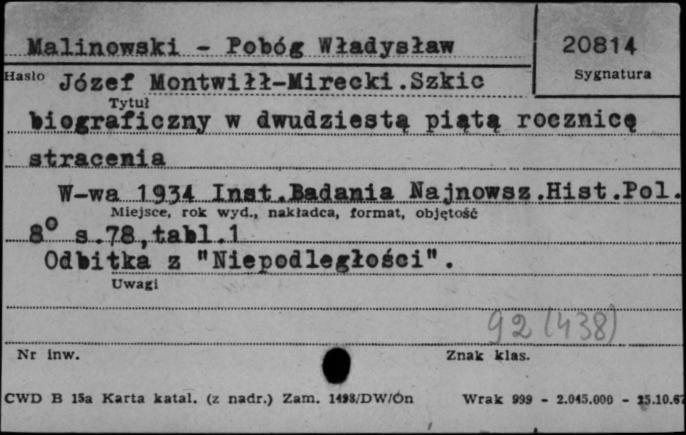 Malinowski - Pobóg Władysław
20814
Hasło
Sygnatura
Józef Montwiłł-Mirecki.Szkic
Tytuł
biograficzny w dwudziestą piątą rocznicę
stracenia
W-wa 1934 Inst.Badania Najnowsz.Hist.Pol.
Miejsce, rok wyd., nakładca, format, objętość
8° s.78,tabl.1
Odbitka z "Niepodległości".
Uwagi
92 (438)
Nr inw.
Znak klas.
CWD B 15a Karta katal. (z nadr.) Zam. 1498/DW/On Wrak 999 - 2.045.000 - 25.10.67